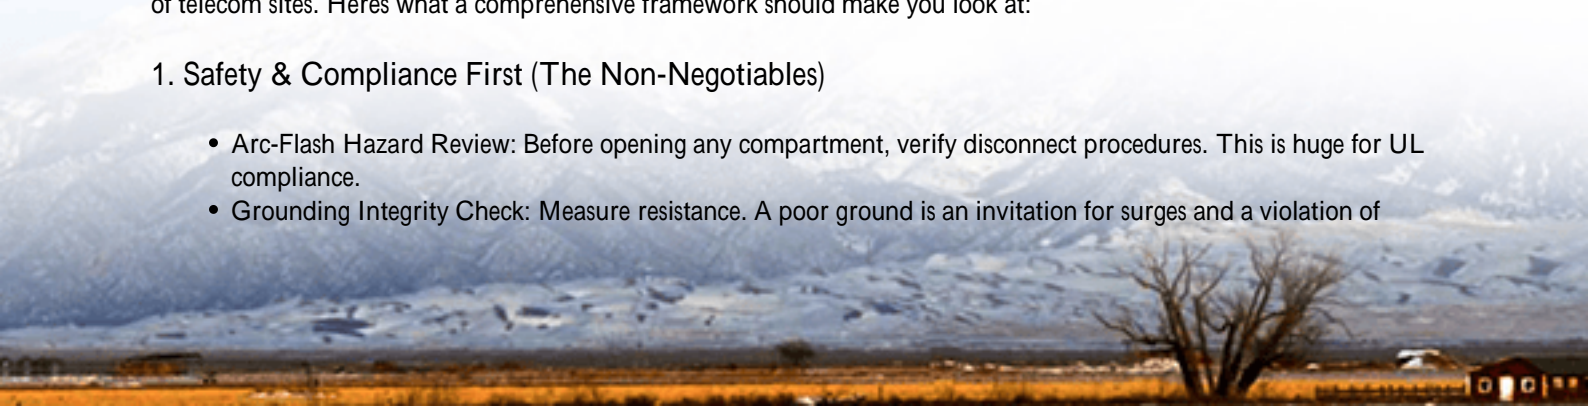 of telecom sites. Heres what a comprehensive framework should make you look at:
1. Safety & Compliance First (The Non-Negotiables)
• Arc-Flash Hazard Review: Before opening any compartment, verify disconnect procedures. This is huge for UL
compliance.
• Grounding Integrity Check: Measure resistance. A poor ground is an invitation for surges and a violation of